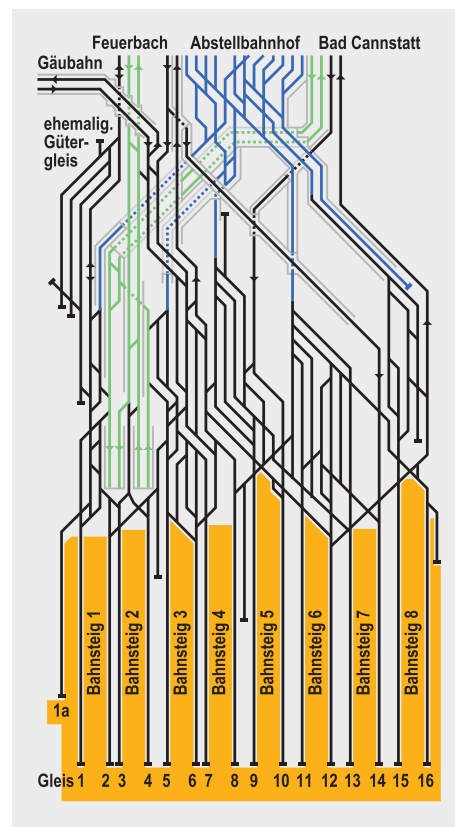 Feuerbach Abstellbahnhof Bad Cannstatt
Gäubahn
ehemalig.
Güter-
gleis
Bahnsteig 1
Bahnsteig 2
Bahnsteig 3
Bahnsteig 4
Bahnsteig 5
Bahnsteig 6
Bahnsteig 7
Bahnsteig 8
1a
Gleis 1 2 3 4 5 6 7 8 9 10 11 12 13 14 15 16